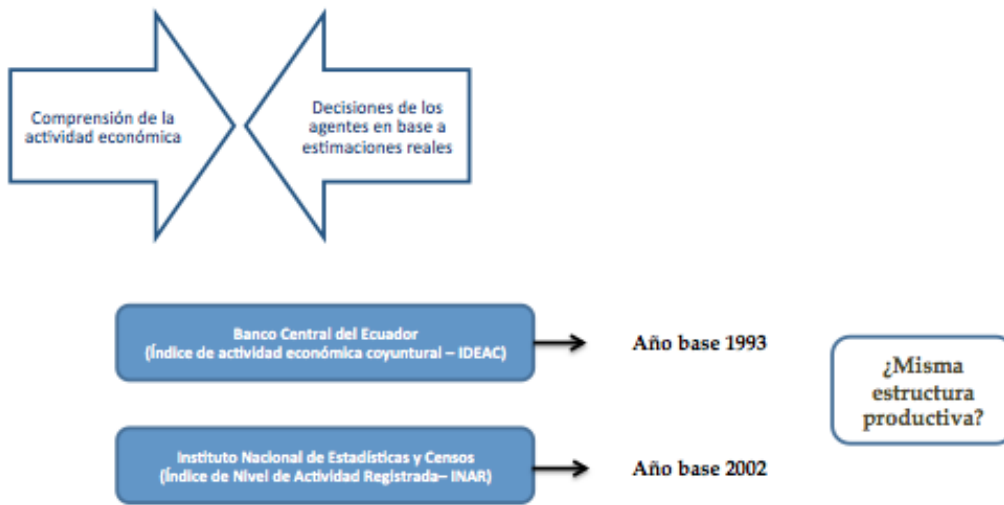 Comprensión de la
actividad económica
Decisiones de los
agentes en base a
estimaciones reales
Banco Central del Ecuador
(Índice de actividad económica coyuntural – IDEAC)
Año base 1993
¿Misma
estructura
productiva?
Instituto Nacional de Estadísticas y Censos
(Índice de Nivel de Actividad Registrada– INAR)
Año base 2002